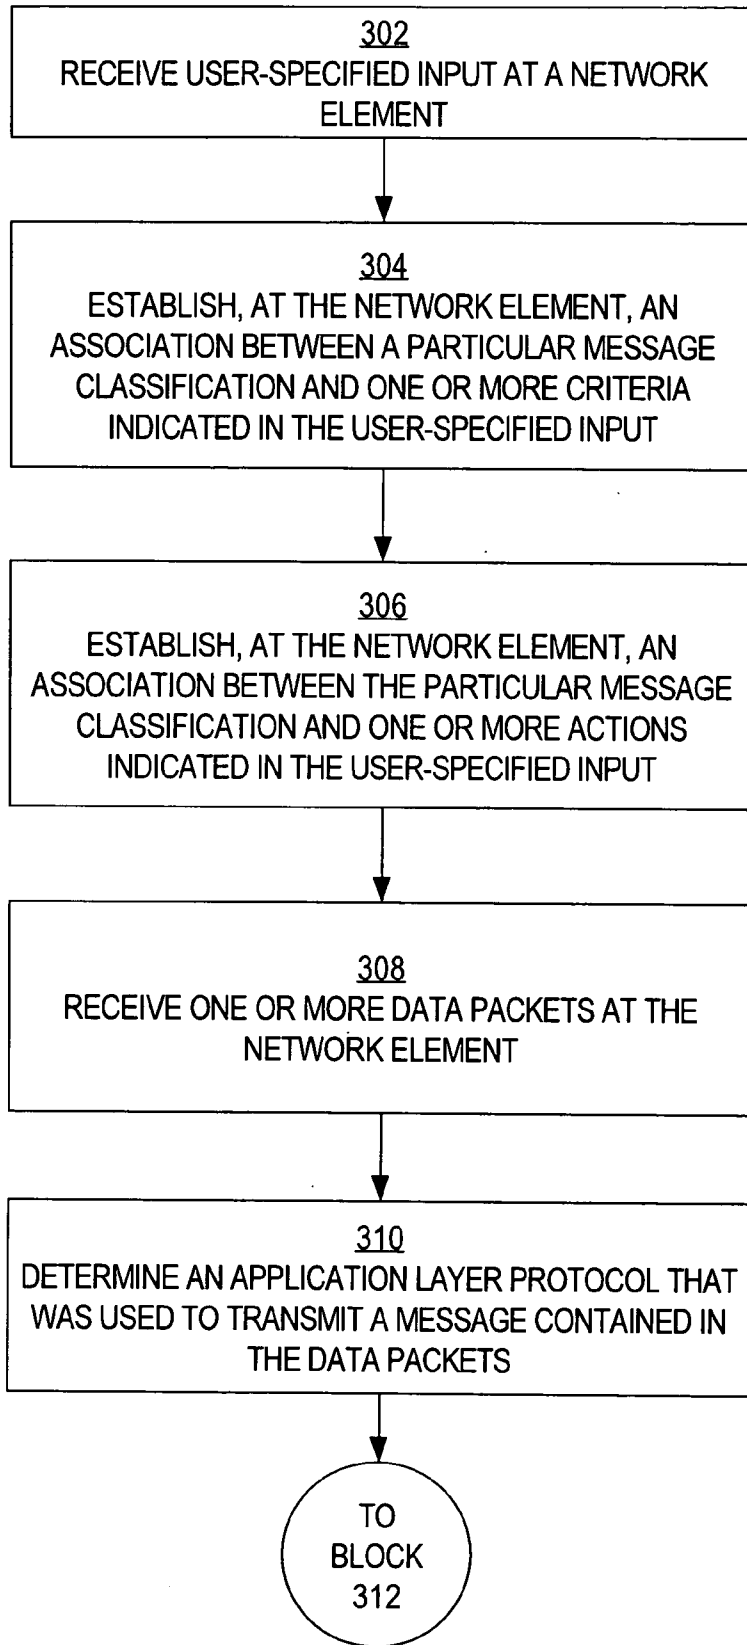 302
RECEIVE USER-SPECIFIED INPUT AT A NETWORK
ELEMENT
304
ESTABLISH, AT THE NETWORK ELEMENT, AN
ASSOCIATION BETWEEN A PARTICULAR MESSAGE
CLASSIFICATION AND ONE OR MORE CRITERIA
INDICATED IN THE USER-SPECIFIED INPUT
306
ESTABLISH, AT THE NETWORK ELEMENT, AN
ASSOCIATION BETWEEN THE PARTICULAR MESSAGE
CLASSIFICATION AND ONE OR MORE ACTIONS
INDICATED IN THE USER-SPECIFIED INPUT
308
RECEIVE ONE OR MORE DATA PACKETS AT THE
NETWORK ELEMENT
310
DETERMINE AN APPLICATION LAYER PROTOCOL THAT
WAS USED TO TRANSMIT A MESSAGE CONTAINED IN
THE DATA PACKETS
TO
BLOCK
312